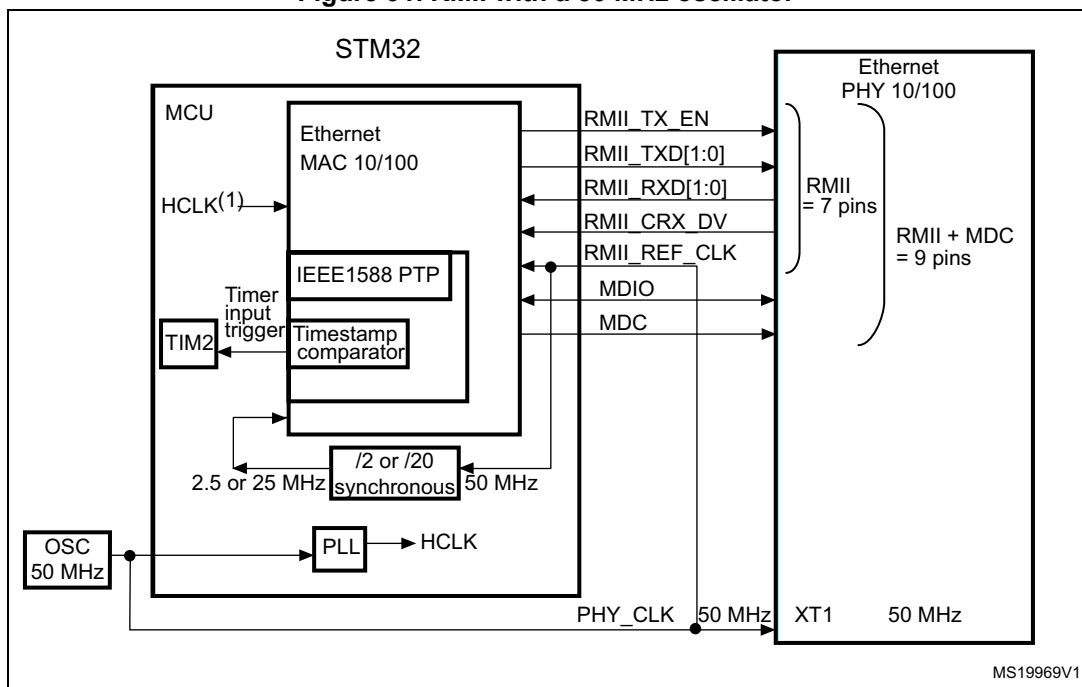 RMII with a 50 MHz oscillator
STM32
MCU
Ethernet
MAC 10/100
HCLK(1)
IEEE1588 PTP
Timer
input
trigger
TIM2
Timestamp
comparator
/2 or /20
synchronous
2.5 or 25 MHz
50 MHz
OSC
50 MHz
PLL
HCLK
RMII_TX_EN
RMII_TXD[1:0]
RMII_RXD[1:0]
RMII_CRX_DV
RMII_REF_CLK
MDIO
MDC
PHY_CLK
50 MHz
Ethernet
PHY 10/100
RMII
= 7 pins
RMII + MDC
= 9 pins
XT1
50 MHz
MS19969V1